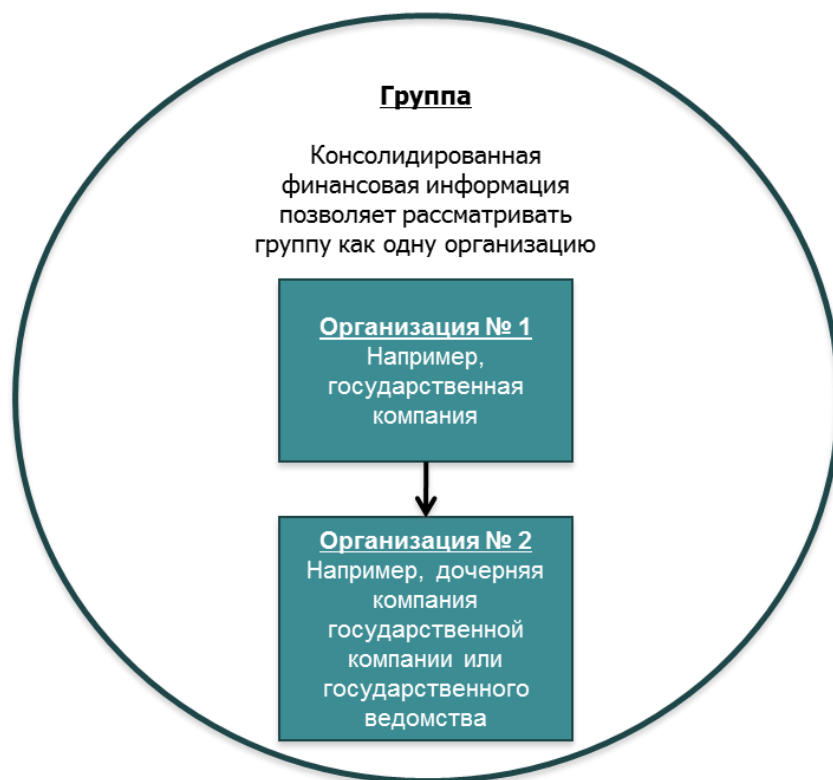 Группа
Консолидированная
финансовая информация
позволяет рассматривать
группу как одну организацию
Организация № 1
Например,
государственная
компания
Организация № 2
Например, дочерняя
компания
государственной
компании или
государственного
ведомства